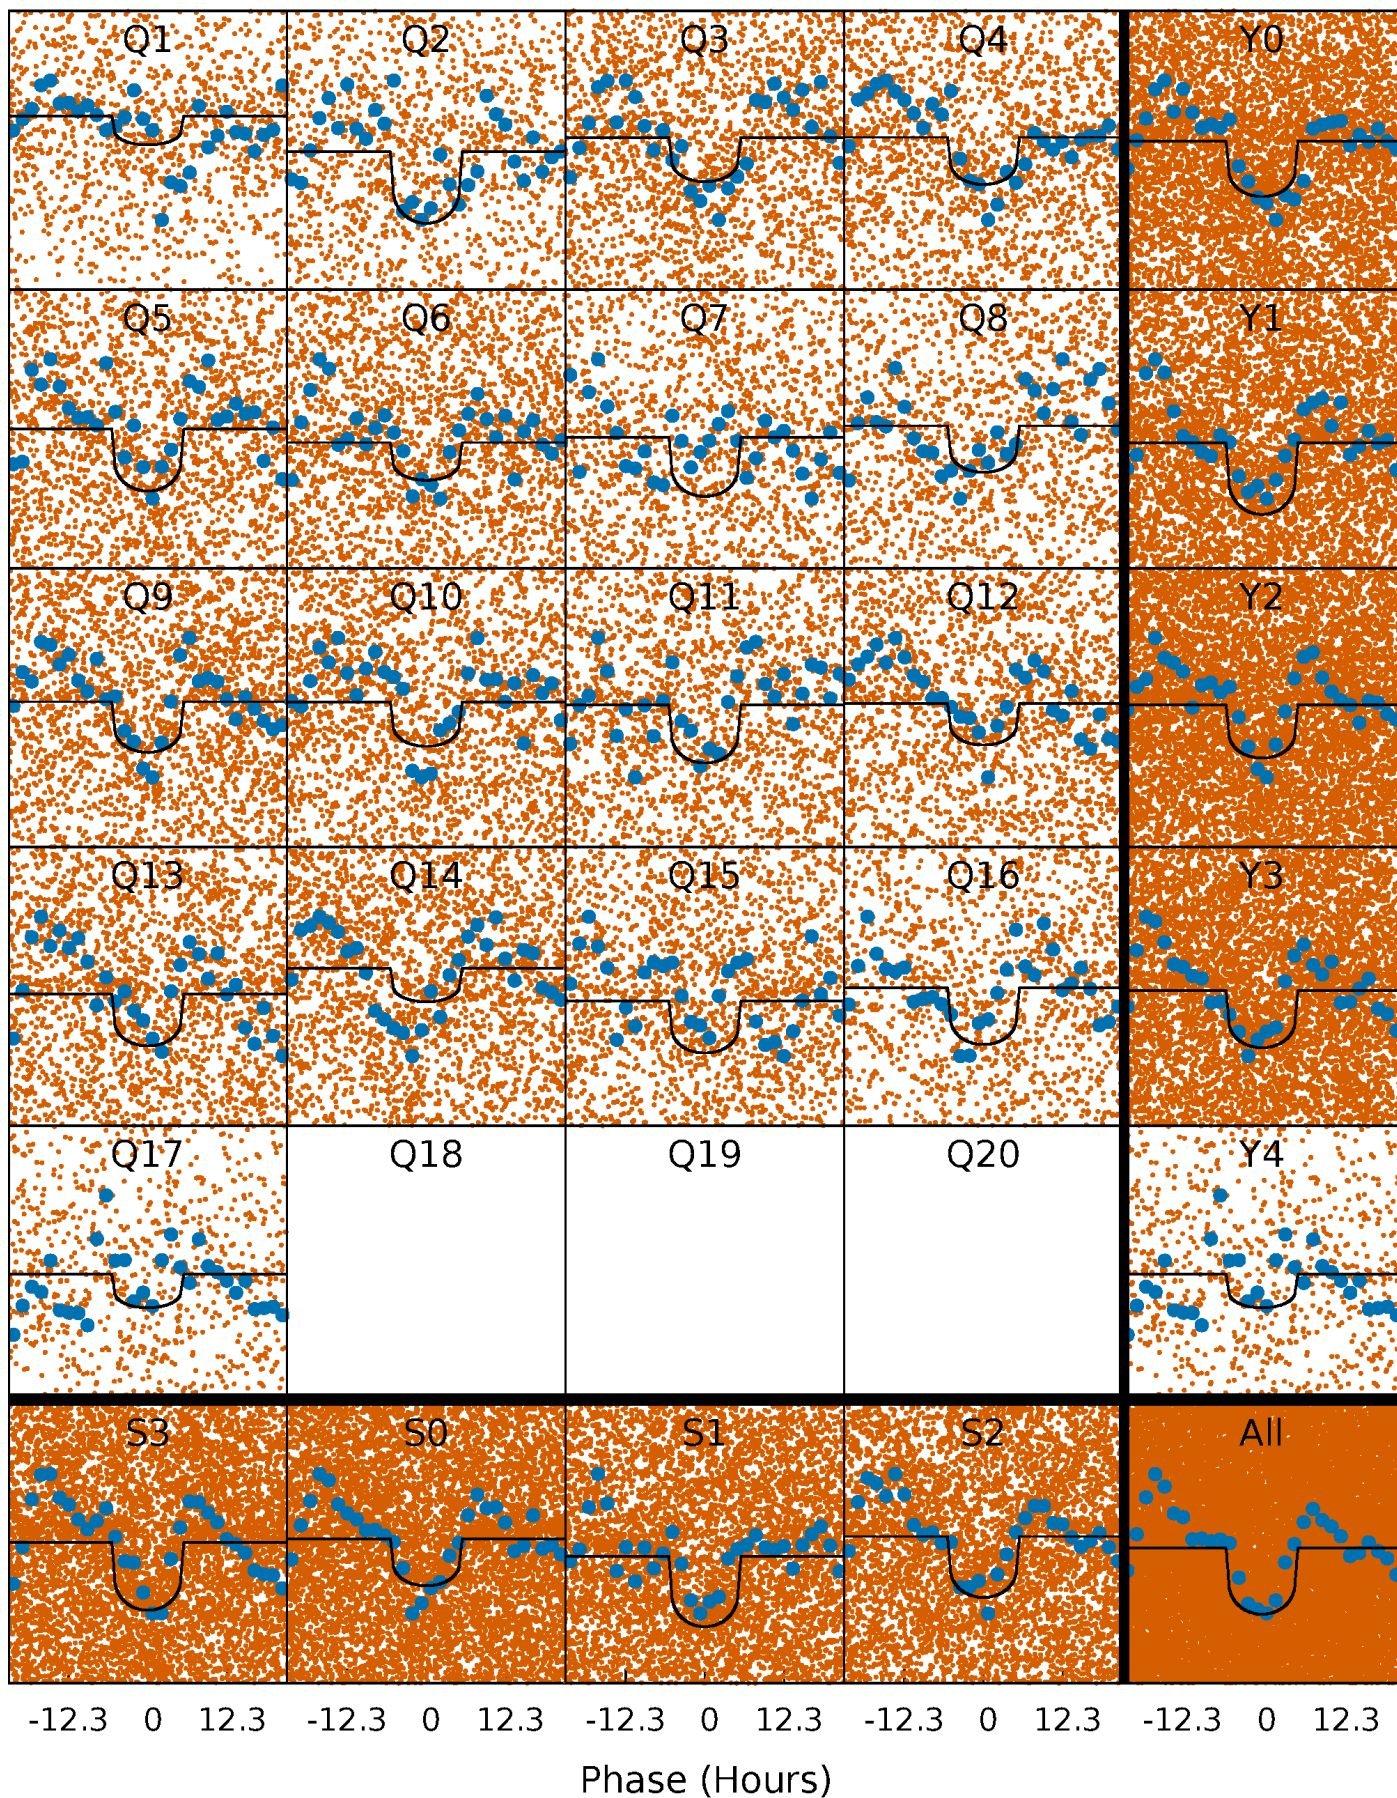 Q1 Q2 Q3 Q4 Y0
Q5 Q6 Q7 Q8 Y1
Q9 Q10 Q11 Q12 Y2
Q13 Q14 Q15 Q16 Y3
Q17 Q18 Q19 Q20 Y4
S3 S0 S1 S2 All
-12.3 0 12.3 -12.3 0 12.3 -12.3 0 12.3 -12.3 0 12.3 -12.3 0 12.3
Phase (Hours)